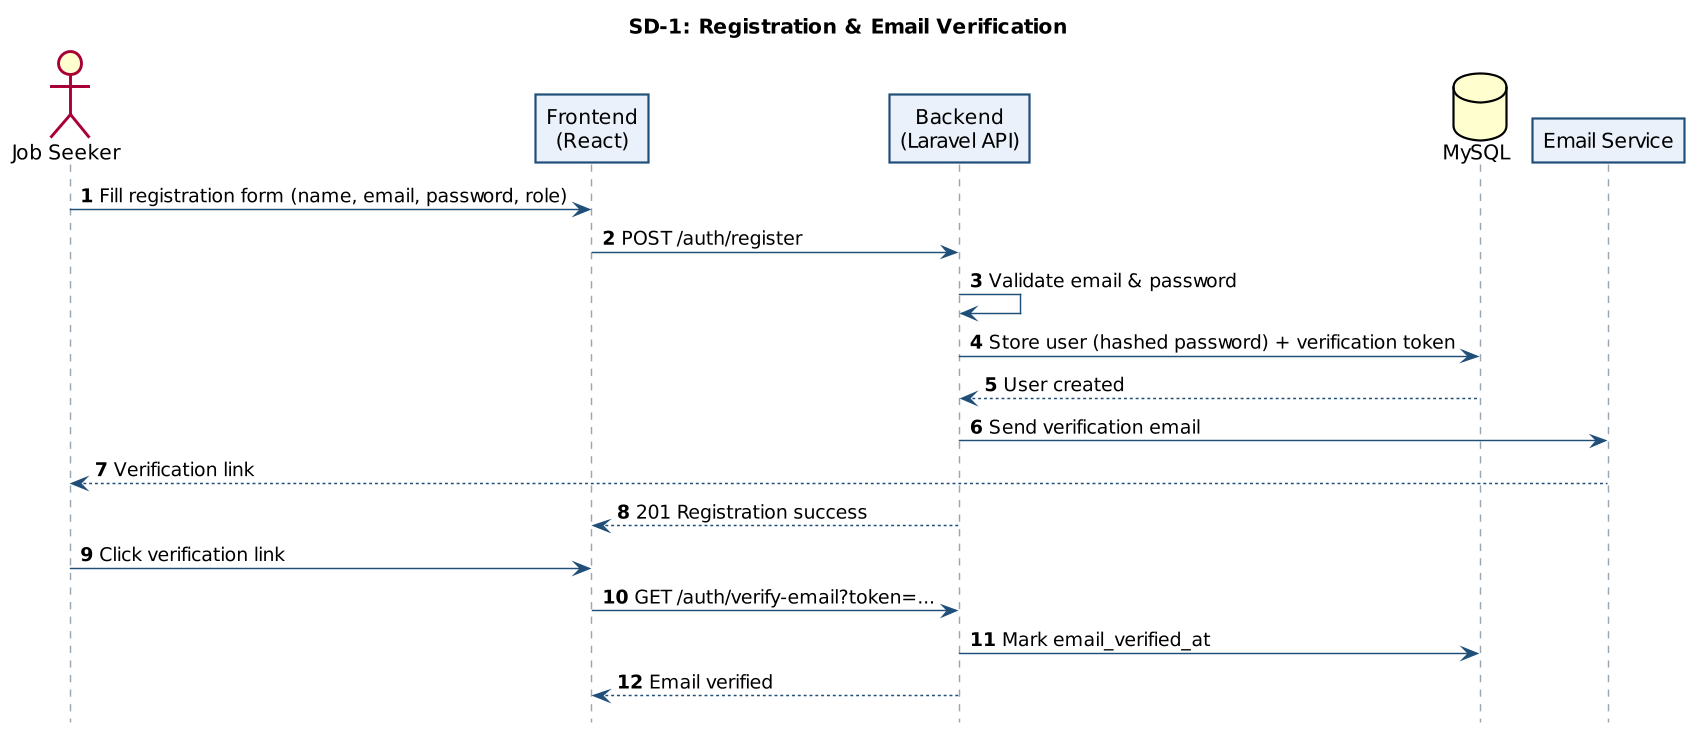 SD-1: Registration & Email Verification
Job Seeker
Frontend
(React)
Backend
(Laravel API)
MySQL
Email Service
1 Fill registration form (name, email, password, role)
2 POST /auth/register
3 Validate email & password
4 Store user (hashed password) + verification token
5 User created
6 Send verification email
7 Verification link
8 201 Registration success
9 Click verification link
10 GET /auth/verify-email?token=...
11 Mark email_verified_at
12 Email verified